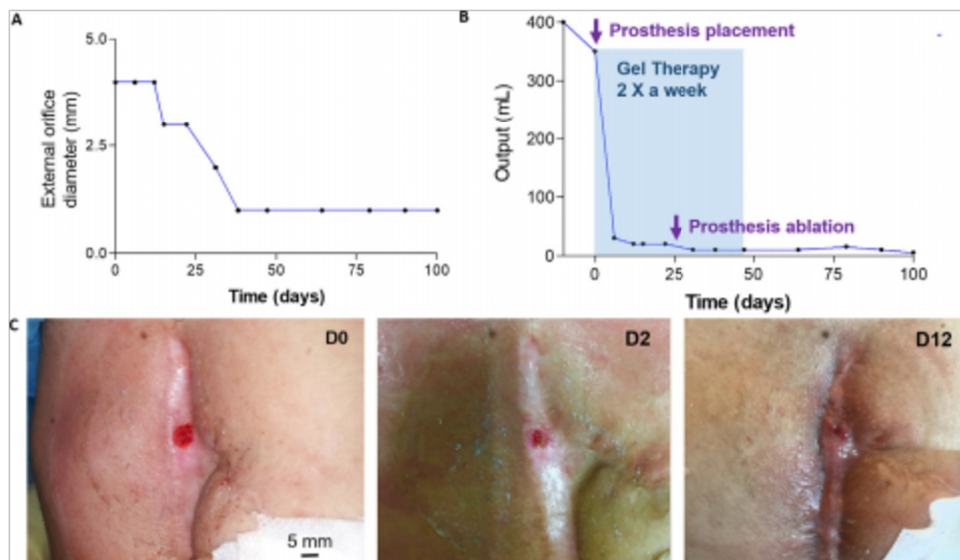 A
5.0
2.5
0.0
External orifice
diameter (mm)
0
25
50
75
100
Time (days)
B
400
300
200
100
0
Output (mL)
Prosthesis placement
Gel Therapy
2 X a week
Prosthesis ablation
0
25
50
75
100
Time (days)
C
D0
5 mm
D2
D12